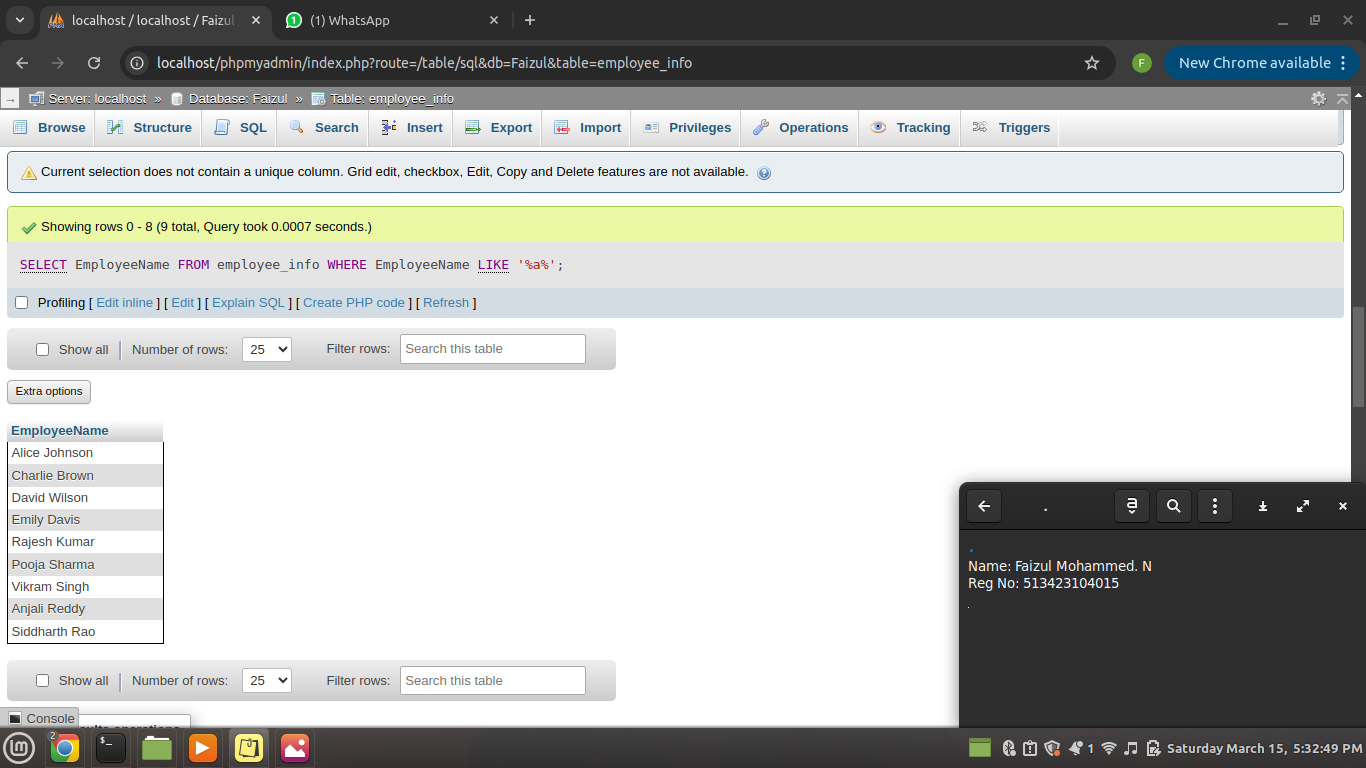 localhost / localhost / Faizul
(1) WhatsApp
localhost/phpmyadmin/index.php?route=/table/sql&db=Faizul&table=employee_info
F
New Chrome available
Server: localhost » Database: Faizul » Table: employee_info
Browse Structure SQL Search Insert Export Import Privileges Operations Tracking Triggers
Current selection does not contain a unique column. Grid edit, checkbox, Edit, Copy and Delete features are not available.
Showing rows 0 - 8 (9 total, Query took 0.0007 seconds.)
SELECT EmployeeName FROM employee_info WHERE EmployeeName LIKE '%a%';
Profiling [ Edit inline ] [ Edit ] [ Explain SQL ] [ Create PHP code ] [ Refresh ]
Show all Number of rows: 25 Filter rows: Search this table
Extra options
EmployeeName
Alice Johnson
Charlie Brown
David Wilson
Emily Davis
Rajesh Kumar
Pooja Sharma
Vikram Singh
Anjali Reddy
Siddharth Rao
Show all Number of rows: 25 Filter rows: Search this table
Console
.
a
.
Name: Faizul Mohammed. N
Reg No: 513423104015
.
2
1
Saturday March 15, 5:32:49 PM